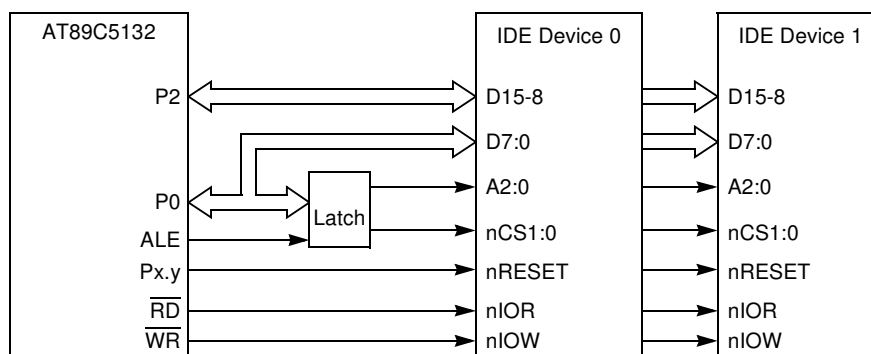 AT89C5132 IDE Device 0 IDE Device 1
P2 D15-8 D15-8
D7:0 D7:0
P0 A2:0 A2:0
Latch
ALE nCS1:0 nCS1:0
Px.y nRESET nRESET
RD nIOR nIOR
WR nIOW nIOW